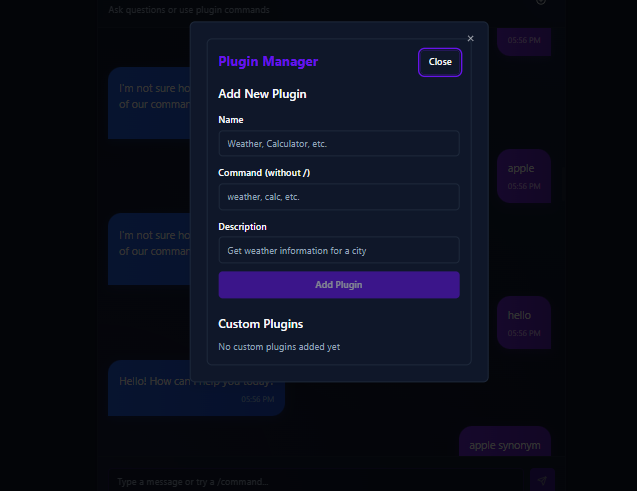 Ask questions or use plugin commands
05:56 PM
×
Plugin Manager
Close
I'm not sure ho
of our comman
Add New Plugin
Name
Weather, Calculator, etc.
Command (without /)
weather, calc, etc.
apple
05:56 PM
Description
Get weather information for a city
I'm not sure ho
of our comman
Add Plugin
hello
05:56 PM
Custom Plugins
No custom plugins added yet
Hello! How can I help you today?
05:56 PM
apple synonym
Type a message or try a /command...